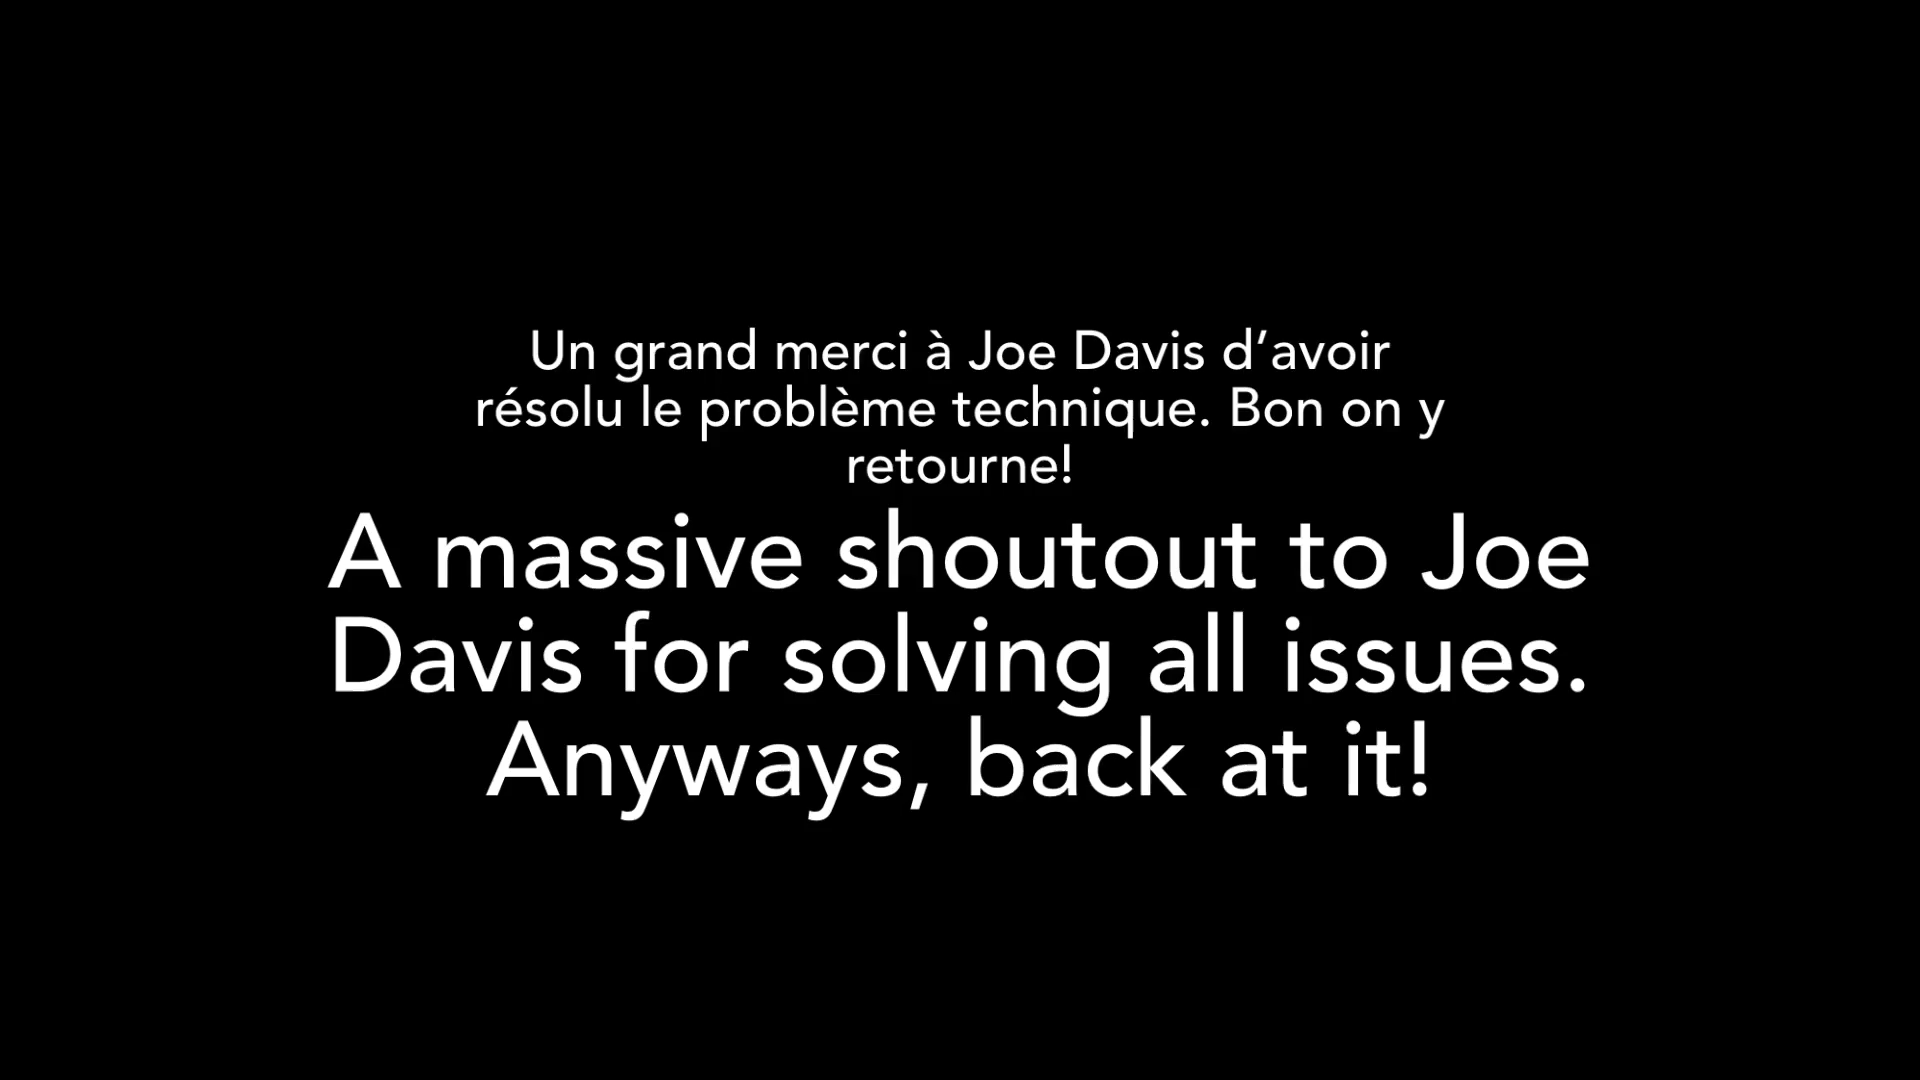 Un grand merci à Joe Davis d’avoir
résolu le problème technique. Bon on y
retourne!
A massive shoutout to Joe
Davis for solving all issues.
Anyways, back at it!